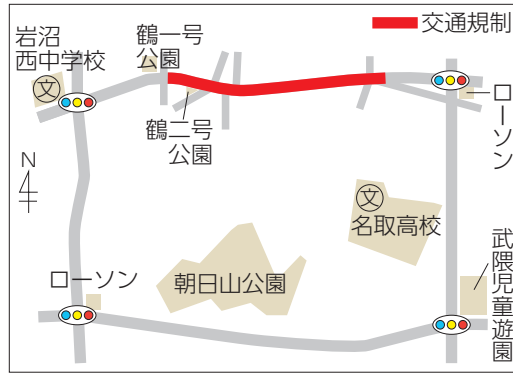 交通規制
岩沼
西中学校
文
鶴一号
公園
鶴二号
公園
ローソン
N
文
名取高校
武隈児童遊園
朝日山公園
ローソン